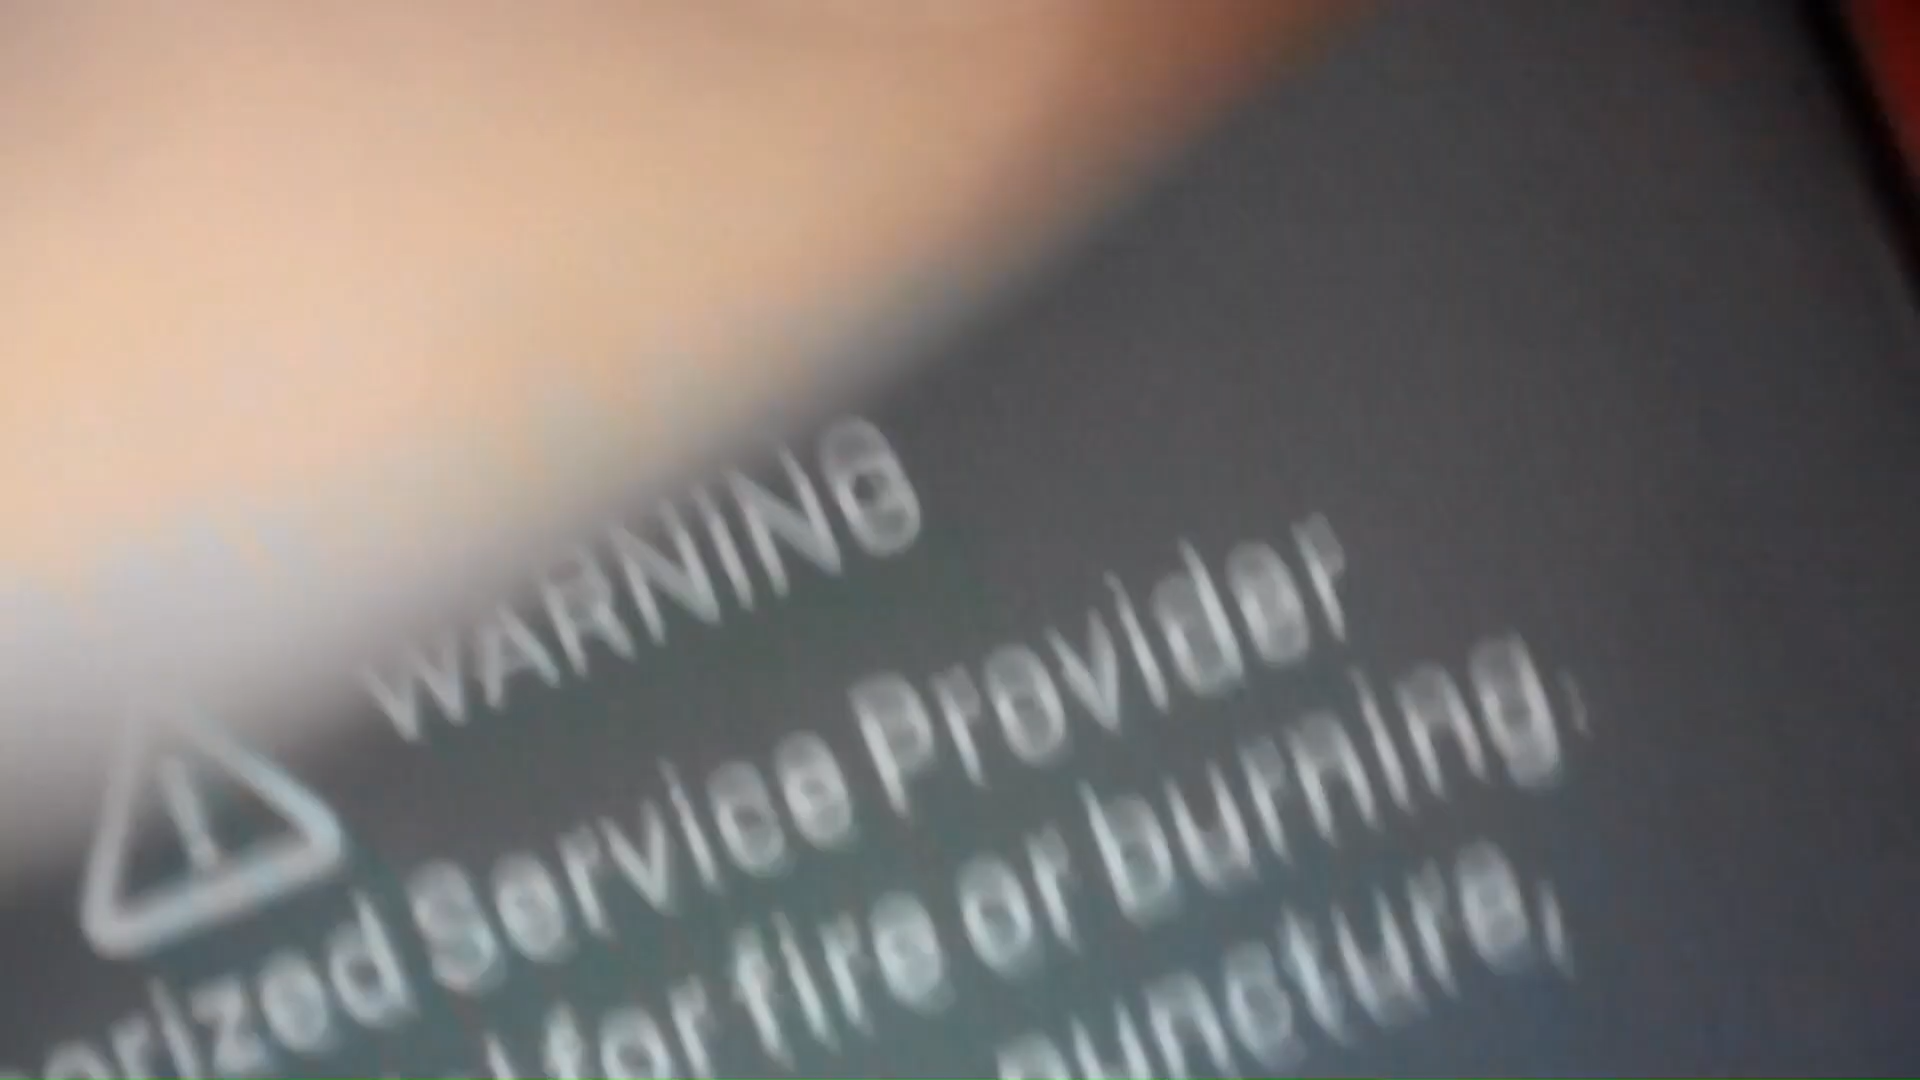 WARNING
orized Service Provider
for fire or burning.
puncture,